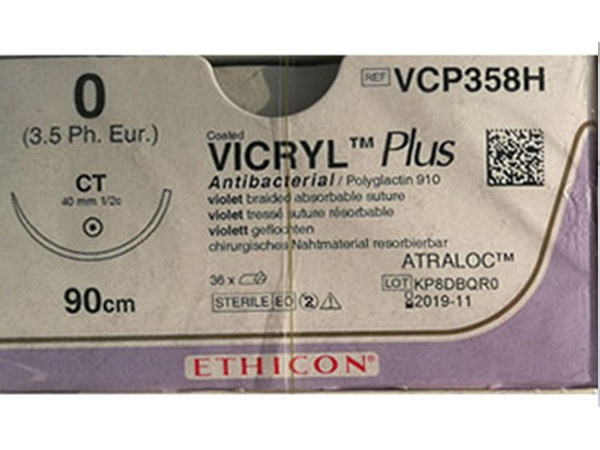 0
(3.5 Ph. Eur.)
CT
40 mm 1/2c
90cm
REF VCP358H
Coated
VICRYL™ Plus
Antibacterial / Polyglactin 910
violet braided absorbable suture
violet tressé suture résorbable
violett geflochten
chirurgisches Nahtmaterial resorbierbar
36 x
ATRALOC™
LOT KP8DBQR0
2019-11
STERILE EO 2
ETHICON®